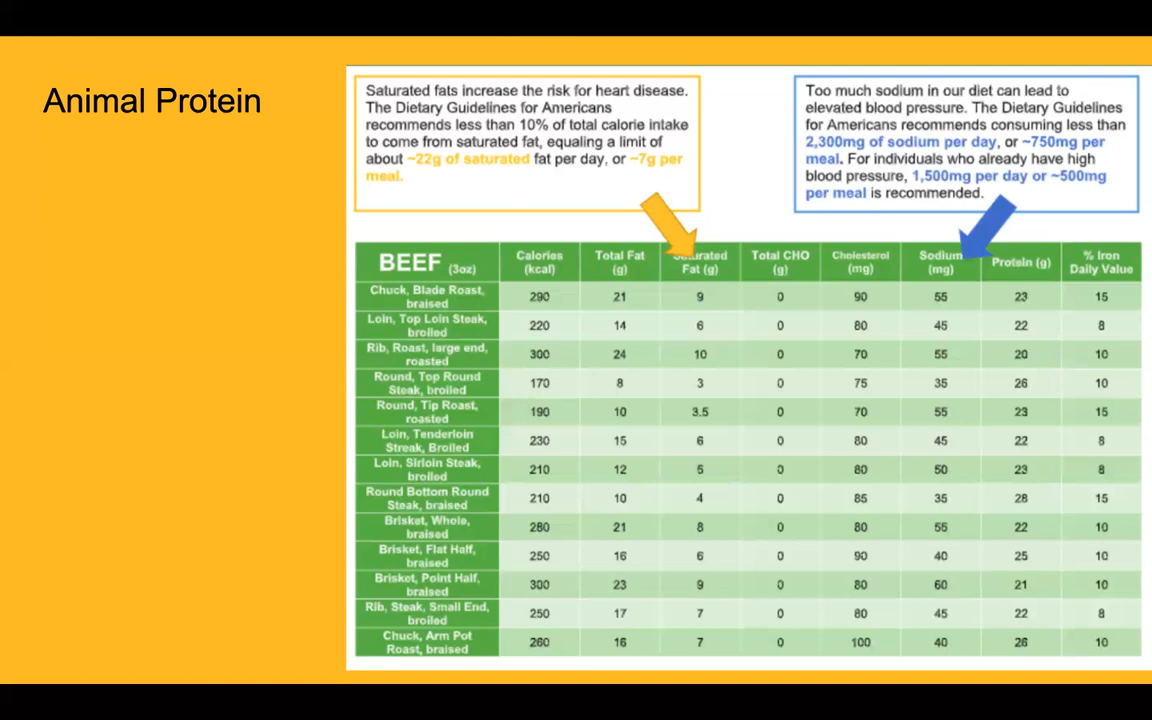 Animal Protein
Saturated fats increase the risk for heart disease.
The Dietary Guidelines for Americans
recommends less than 10% of total calorie intake
to come from saturated fat, equaling a limit of
about ~22g of saturated fat per day, or ~7g per
meal.
Too much sodium in our diet can lead to
elevated blood pressure. The Dietary Guidelines
for Americans recommends consuming less than
2,300mg of sodium per day, or ~750mg per
meal. For individuals who already have high
blood pressure, 1,500mg per day or ~500mg
per meal is recommended.
BEEF (3oz) Calories (kcal) Total Fat (g) Saturated Fat (g) Total CHO (g) Cholesterol (mg) Sodium (mg) Protein (g) % Iron Daily Value
Chuck, Blade Roast, braised 290 21 9 0 90 55 23 15
Loin, Top Loin Steak, broiled 220 14 6 0 80 45 22 8
Rib, Roast, large end, roasted 300 24 10 0 70 55 20 10
Round, Top Round Steak, broiled 170 8 3 0 75 35 26 10
Round, Tip Roast, roasted 190 10 3.5 0 70 55 23 15
Loin, Tenderloin Streak, Broiled 230 15 6 0 80 45 22 8
Loin, Sirloin Steak, broiled 210 12 5 0 80 50 23 8
Round Bottom Round Steak, braised 210 10 4 0 85 35 28 15
Brisket, Whole, braised 280 21 8 0 80 55 22 10
Brisket, Flat Half, braised 250 16 6 0 90 40 25 10
Brisket, Point Half, braised 300 23 9 0 80 60 21 10
Rib, Steak, Small End, broiled 250 17 7 0 80 45 22 8
Chuck, Arm Pot Roast, braised 260 16 7 0 100 40 26 10